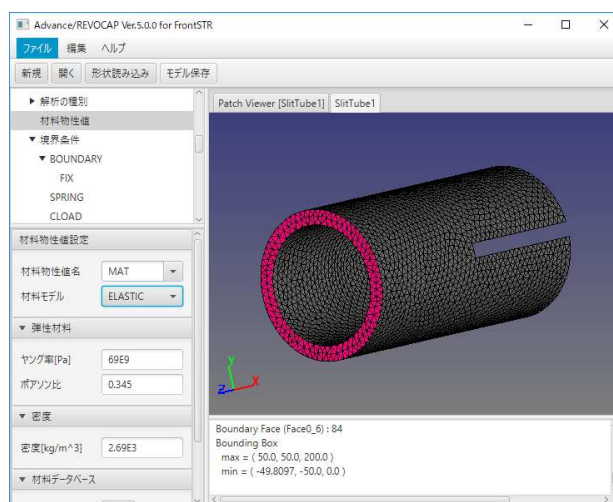 Advance/REVOCAP Ver.5.0.0 for FrontSTR
ファイル 編集 ヘルプ
新規 開く 形状読み込み モデル保存
解析の種別
材料物性値
境界条件
BOUNDARY
FIX
SPRING
CLOAD
材料物性値設定
材料物性値名 MAT
材料モデル ELASTIC
弾性材料
ヤング率[Pa] 69E9
ポアソン比 0.345
密度
密度[kg/m^3] 2.69E3
材料データベース
Patch Viewer [SlitTube1] SlitTube1
Y
Z X
Boundary Face (Face0_6) : 84
Bounding Box
max = ( 50.0, 50.0, 200.0 )
min = ( -49.8097, -50.0, 0.0 )